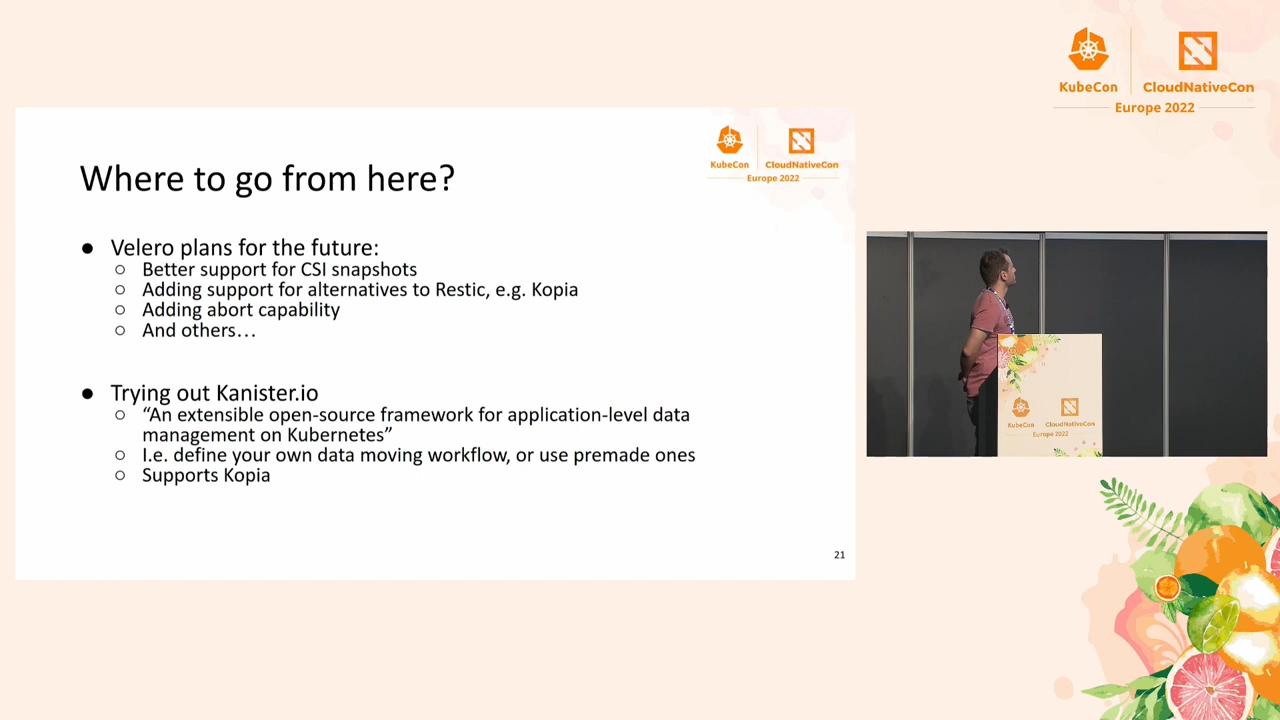 KubeCon
CloudNativeCon
Europe 2022
KubeCon
CloudNativeCon
Europe 2022
Where to go from here?
● Velero plans for the future:
○ Better support for CSI snapshots
○ Adding support for alternatives to Restic, e.g. Kopia
○ Adding abort capability
○ And others…
● Trying out Kanister.io
○ “An extensible open-source framework for application-level data
management on Kubernetes”
○ I.e. define your own data moving workflow, or use premade ones
○ Supports Kopia
21
KubeCon
CloudNativeCon
Europe 2022